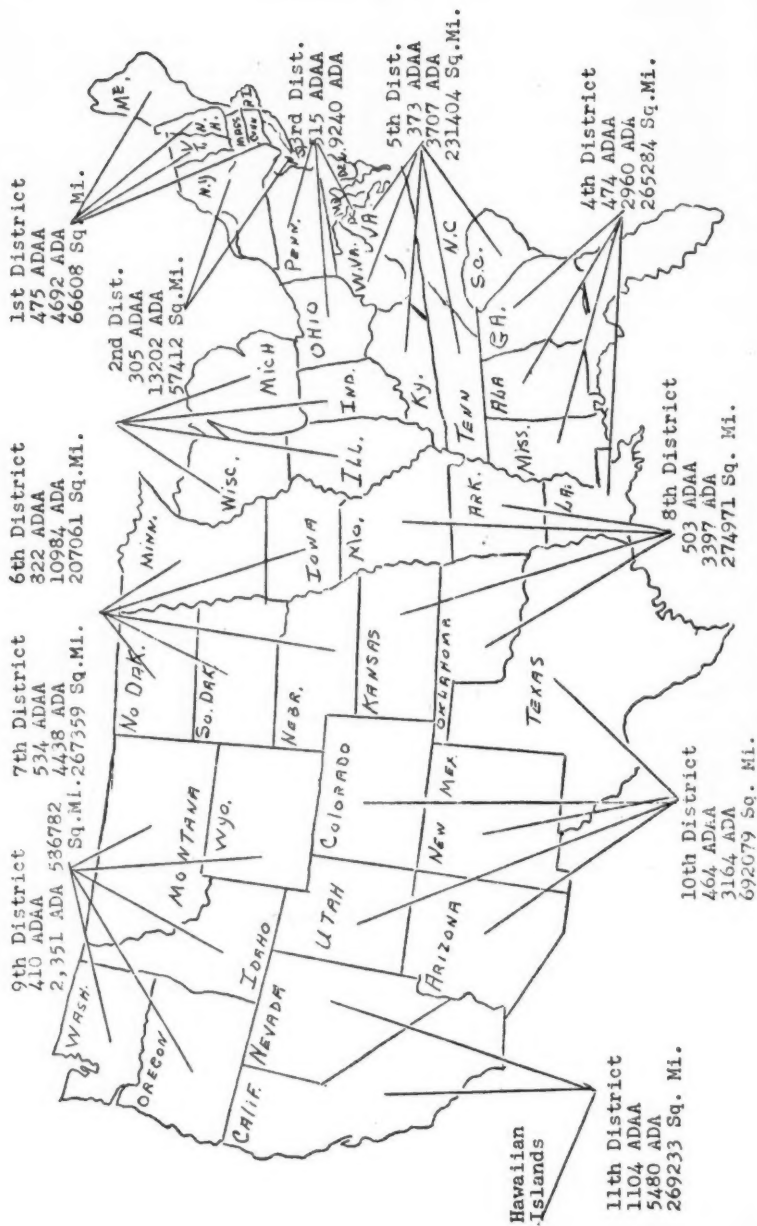 9th District
410 ADAA
2,351 ADA 536782
Sq.Mi.
7th District
534 ADAA
4438 ADA
267359 Sq.Mi.
6th District
822 ADAA
10984 ADA
207061 Sq.Mi.
2nd Dist.
305 ADAA
13202 ADA
57412 Sq.Mi.
1st District
475 ADAA
4692 ADA
66608 Sq. Mi.
3rd Dist.
515 ADAA
9240 ADA
5th Dist.
373 ADAA
3707 ADA
231404 Sq.Mi.
4th District
474 ADAA
2960 ADA
265284 Sq.Mi.
8th District
503 ADAA
3397 ADA
274971 Sq. Mi.
10th District
464 ADAA
3164 ADA
692079 Sq. Mi.
11th District
1104 ADAA
5480 ADA
269233 Sq. Mi.
Hawaiian
Islands
WASH.
OREGON
CALIF.
NEVADA
IDAHO
MONTANA
WYO.
UTAH
ARIZONA
COLORADO
NEW MEX.
NO DAK.
SO. DAK
NEBR.
KANSAS
OKLAHOMA
TEXAS
MINN.
IOWA
MO.
ARK.
LA.
WISC.
MICH
ILL.
IND.
OHIO
KY.
TENN
MISS.
ALA
GA.
S.C.
N.C
VA
W.VA.
PENN.
N.Y
ME.
V.T.
N.H.
MASS
CONN
R.I
DEL
MD
D.C.